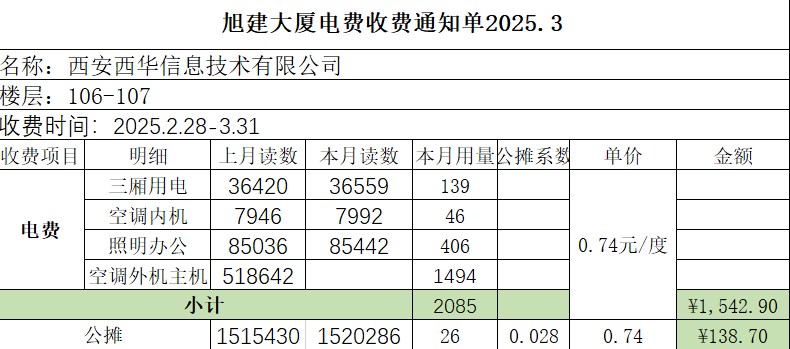 旭建大厦电费收费通知单2025.3
名称：西安西华信息技术有限公司
楼层：106-107
收费时间：2025.2.28-3.31
收费项目 明细 上月读数 本月读数 本月用量 公摊系数 单价 金额
三厢用电 36420 36559 139
空调内机 7946 7992 46
电费 照明办公 85036 85442 406 0.74元/度
空调外机主机 518642 1494
小计 2085 ¥1,542.90
公摊 1515430 1520286 26 0.028 0.74 ¥138.70